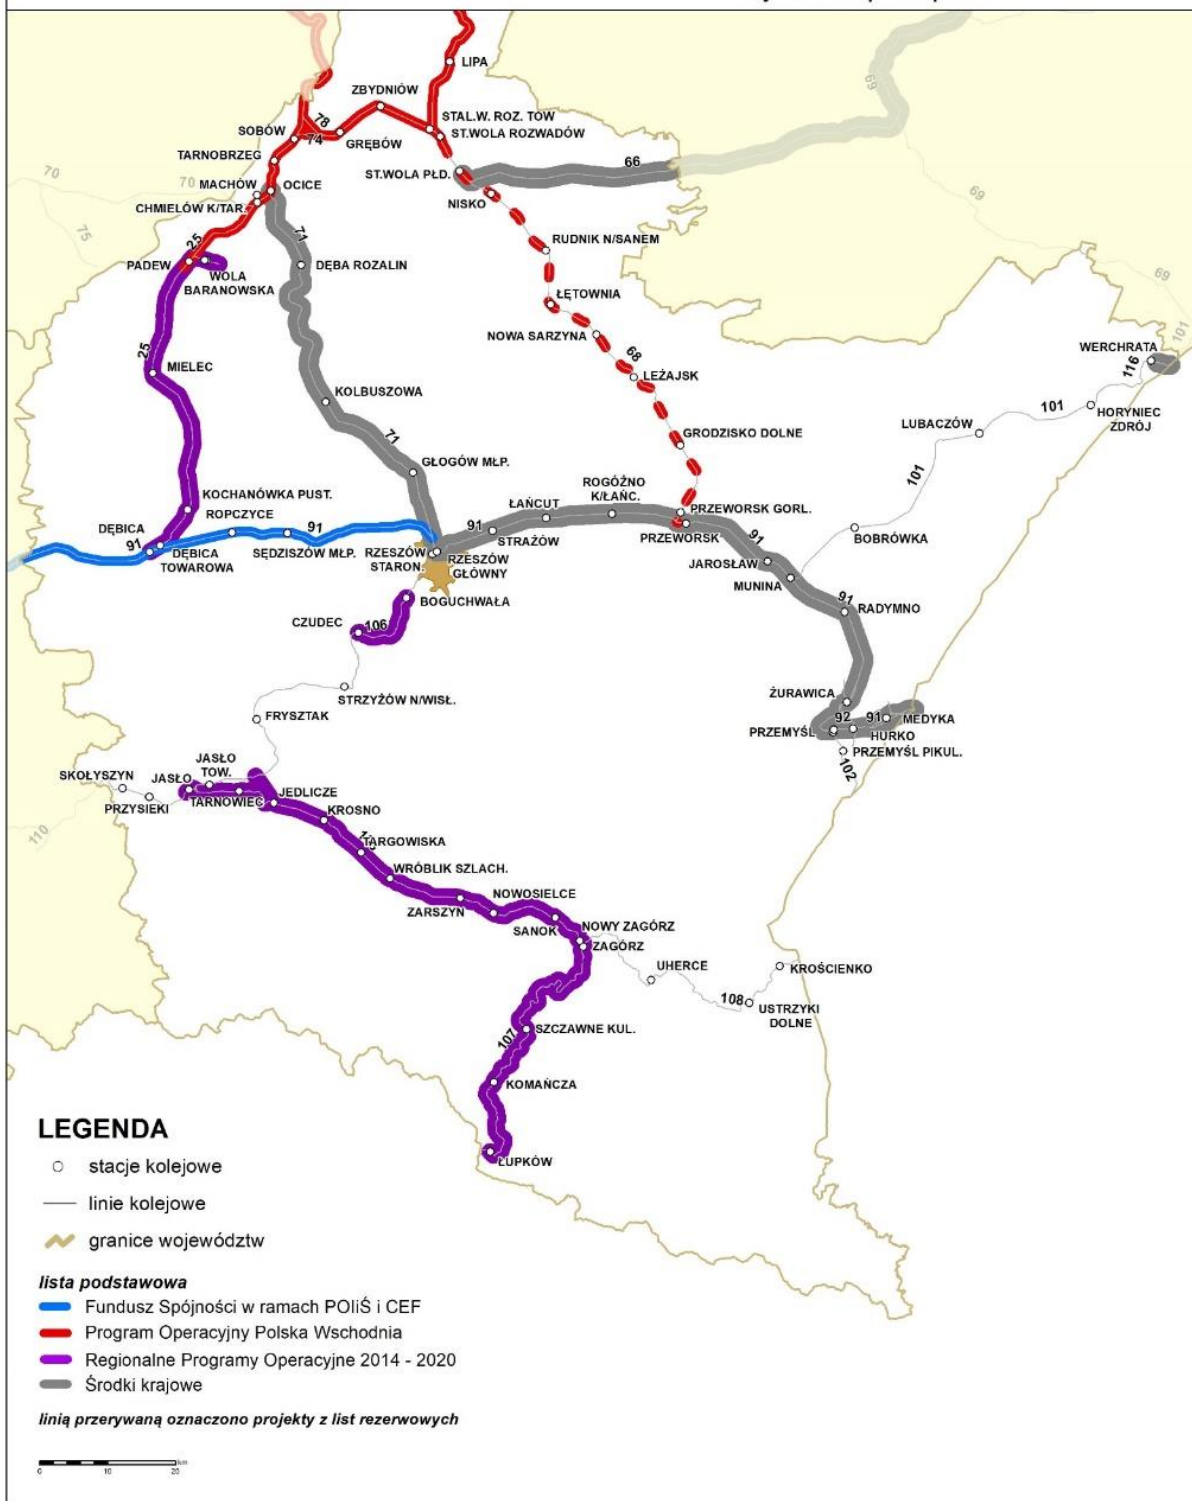 LIPA
ZBYDNIÓW
69
78
STAL.W. ROZ. TOW
SOBÓW
74
ST.WOLA ROZWADÓW
GRĘBÓW
TARNOBRZEG
66
70
70
MACHÓW
OCICE
ST.WOLA PŁD.
69
CHMIELÓW K/TAR.
NISKO
75
71
25
RUDNIK N/SANEM
PADEW
DĘBA ROZALIN
WOLA
BARANOWSKA
69
ŁĘTOWNIA
NOWA SARZYNA
101
25
68
WERCHRATA
MIELEC
LEŻAJSK
116
KOLBUSZOWA
101
HORYNIEC
ZDRÓJ
LUBACZÓW
71
GRODZISKO DOLNE
GŁOGÓW MŁP.
101
ROGÓŻNO
K/ŁAŃC.
KOCHANÓWKA PUST.
ROPCZYCE
ŁAŃCUT
PRZEWORSK GORL.
DĘBICA
91
91
STRAŻÓW
PRZEWORSK
91
BOBRÓWKA
91
DĘBICA
TOWAROWA
SĘDZISZÓW MŁP.
RZESZÓW
STARON.
RZESZÓW
GŁÓWNY
JAROSŁAW
MUNINA
BOGUCHWAŁA
91
RADYMNO
CZUDEC
106
STRZYŻÓW N/WISŁ.
ŻURAWICA
FRYSZTAK
92
91
MEDYKA
PRZEMYŚL
HURKO
PRZEMYŚL PIKUL.
102
JASŁO
TOW.
SKOŁYSZYN
JASŁO
PRZYSIEKI
TARNOWIEC
JEDLICZE
KROSNO
110
TARGOWISKA
WRÓBLIK SZLACH.
NOWOSIELCE
ZARSZYN
SANOK
NOWY ZAGÓRZ
ZAGÓRZ
UHERCE
KROŚCIENKO
108
USTRZYKI
DOLNE
SZCZAWNE KUL.
107
KOMAŃCZA
ŁUPKÓW
LEGENDA
stacje kolejowe
linie kolejowe
granice województw
lista podstawowa
Fundusz Spójności w ramach POIiŚ i CEF
Program Operacyjny Polska Wschodnia
Regionalne Programy Operacyjne 2014 - 2020
Środki krajowe
linią przerywaną oznaczono projekty z list rezerwowych
km
0 10 20